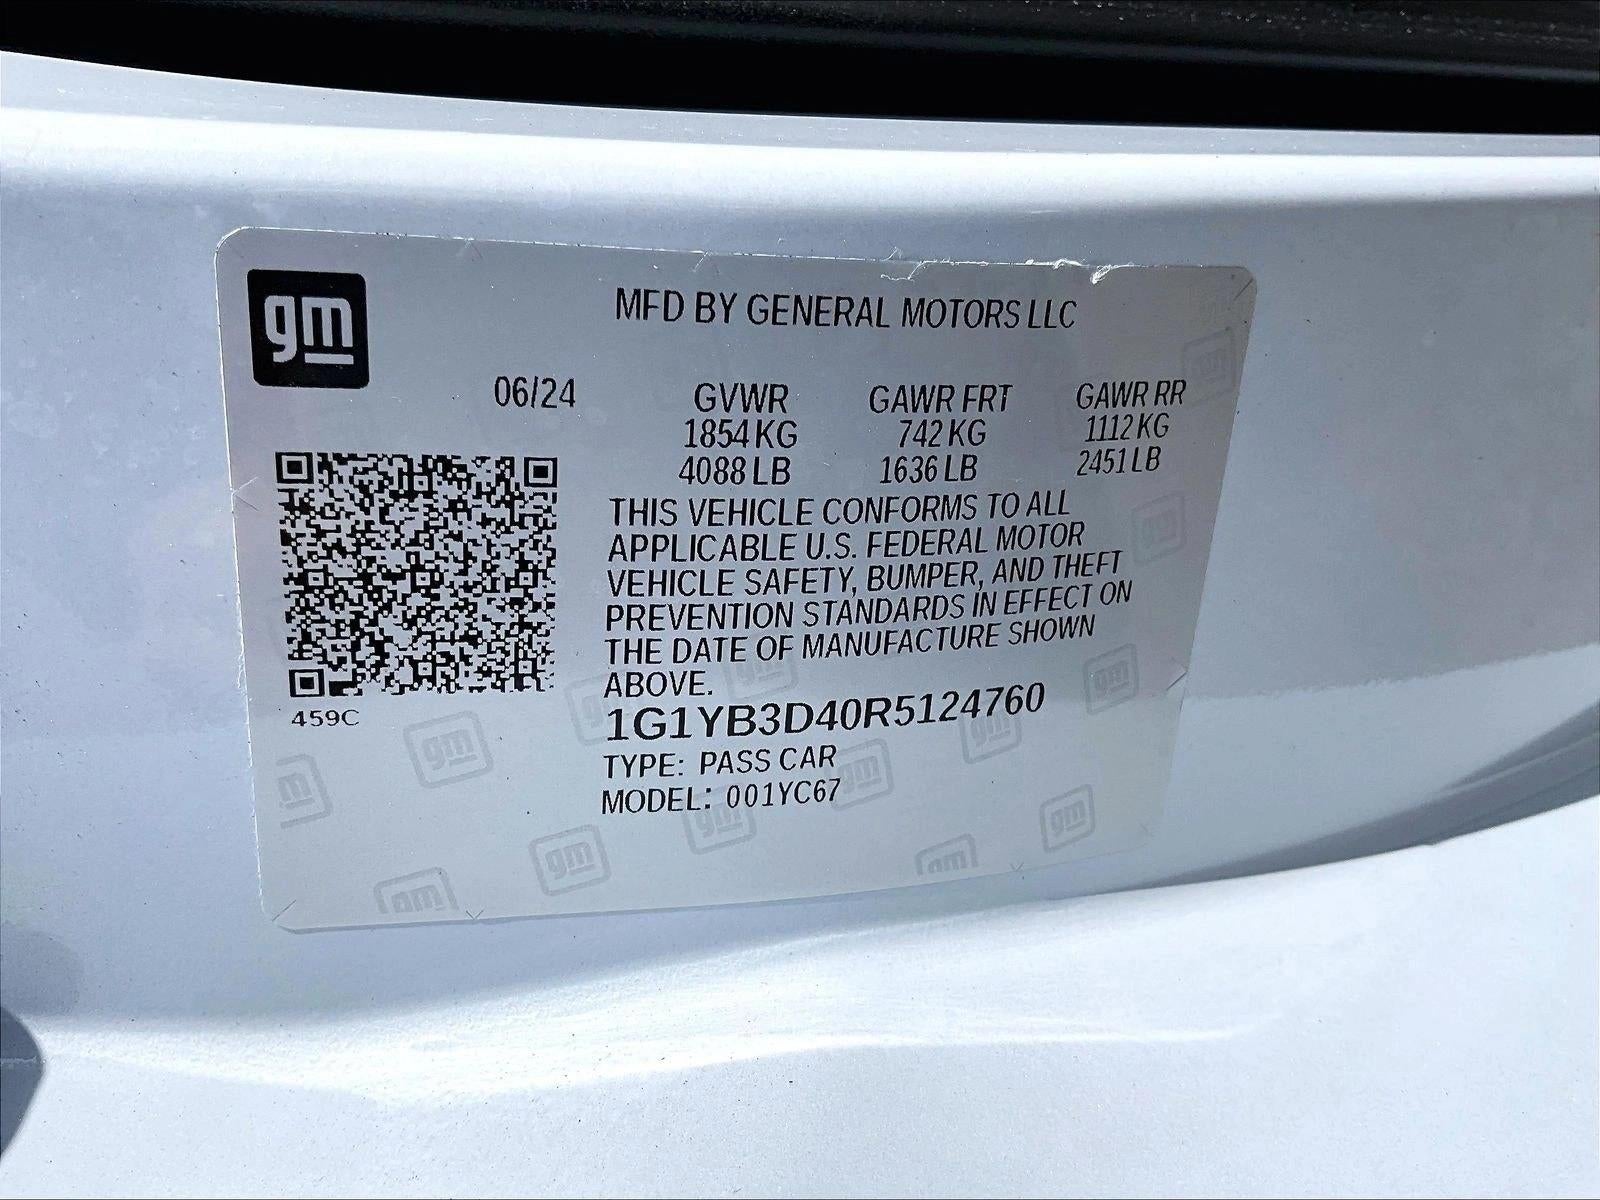 gm
MFD BY GENERAL MOTORS LLC
06/24 GVWR GAWR FRT GAWR RR
1854 KG 742 KG 1112 KG
4088 LB 1636 LB 2451 LB
THIS VEHICLE CONFORMS TO ALL
APPLICABLE U.S. FEDERAL MOTOR
VEHICLE SAFETY, BUMPER, AND THEFT
PREVENTION STANDARDS IN EFFECT ON
THE DATE OF MANUFACTURE SHOWN
ABOVE.
459C
1G1YB3D40R5124760
TYPE: PASS CAR
MODEL: 001YC67